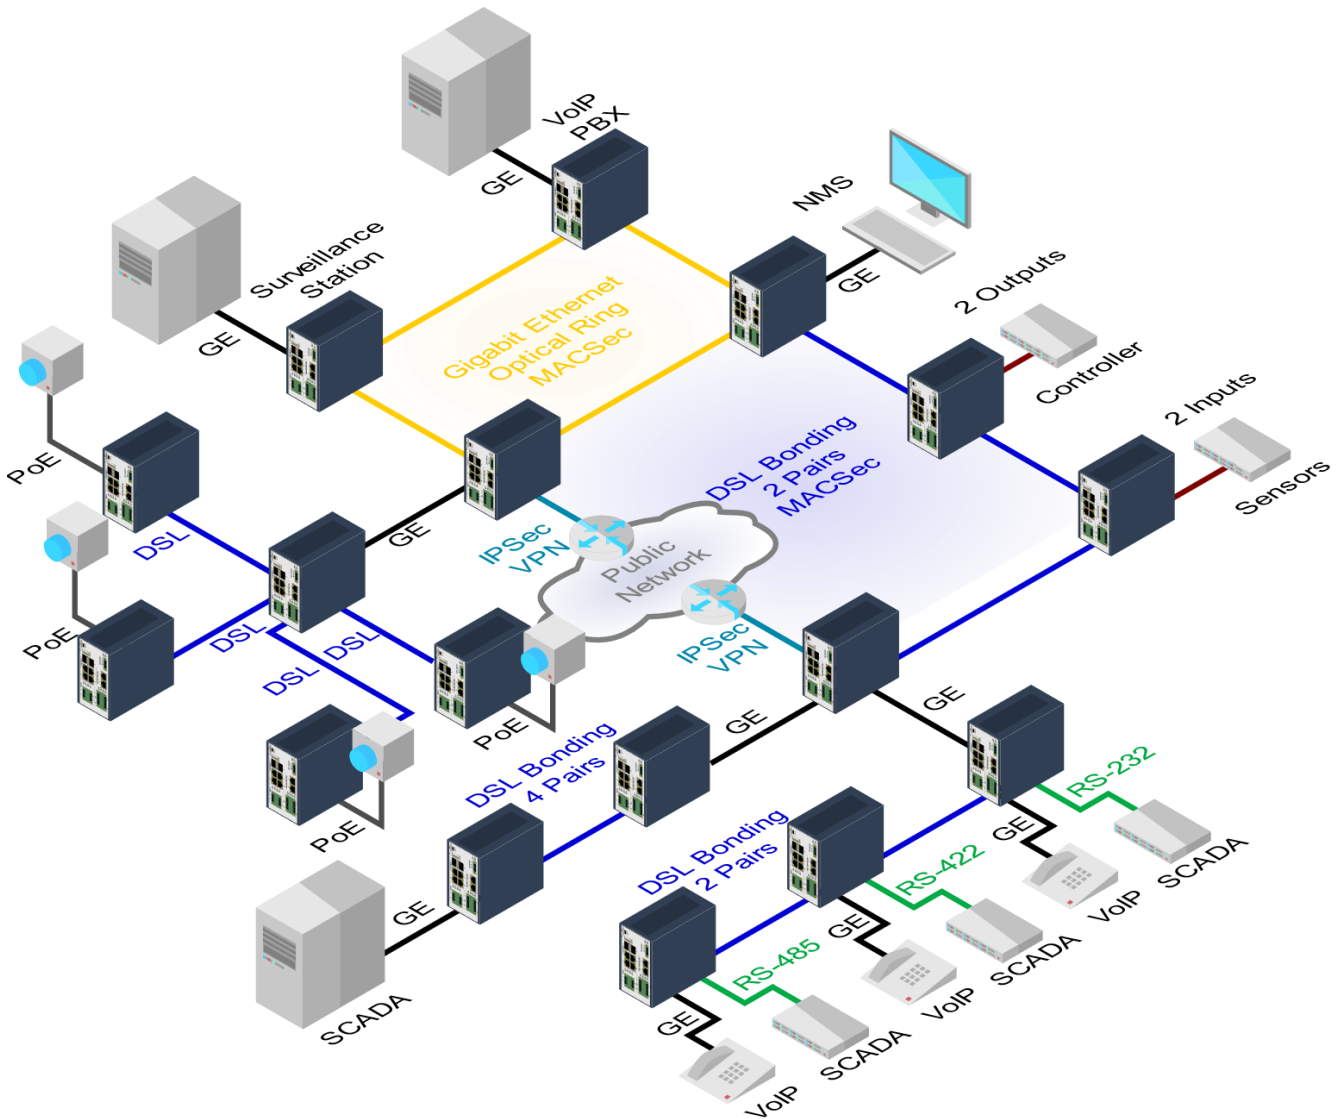 VoIP
PBX
GE
NMS
GE
Surveillance
Station
GE
2 Outputs
Controller
Gigabit Ethernet
Optical Ring
MACSec
2 Inputs
Sensors
DSL Bonding
2 Pairs
MACSec
PoE
DSL
GE
IPSec
VPN
Public
Network
PoE
DSL
DSL
DSL
IPSec
VPN
PoE
PoE
GE
GE
DSL Bonding
4 Pairs
RS-232
GE
VoIP
SCADA
DSL Bonding
2 Pairs
RS-422
GE
VoIP
SCADA
GE
SCADA
RS-485
GE
VoIP
SCADA